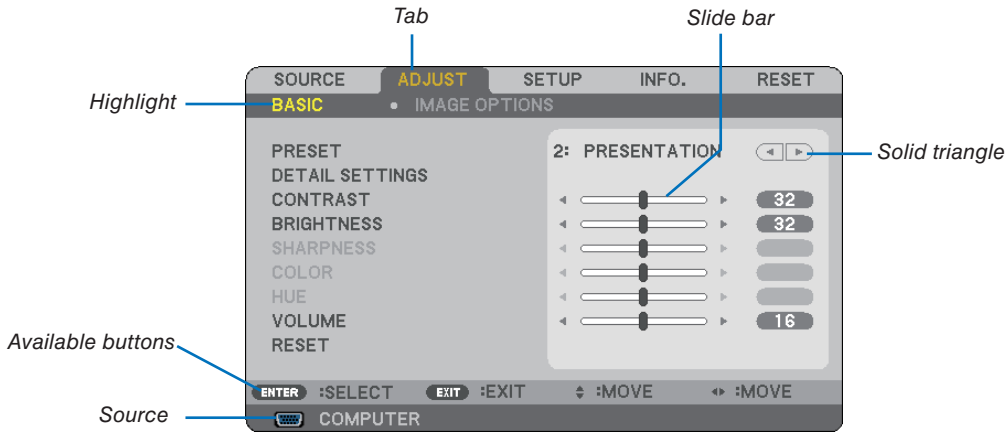 Tab
Slide bar
SOURCE ADJUST SETUP INFO. RESET
Highlight
BASIC • IMAGE OPTIONS
PRESET 2: PRESENTATION
Solid triangle
DETAIL SETTINGS
CONTRAST 32
BRIGHTNESS 32
SHARPNESS
COLOR
HUE
VOLUME 16
RESET
Available buttons
ENTER :SELECT EXIT :EXIT :MOVE :MOVE
Source
COMPUTER